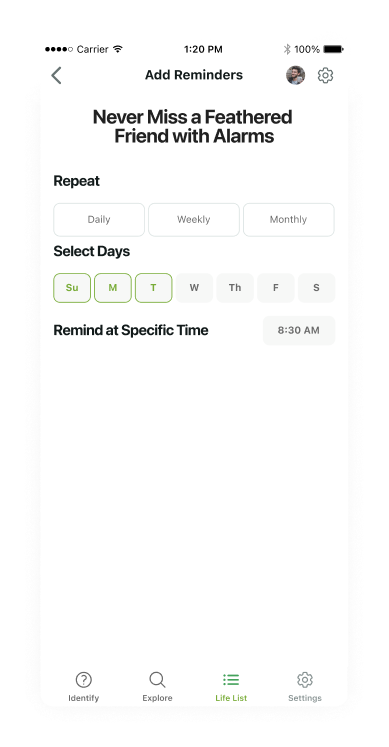 Carrier 1:20 PM 100%
Add Reminders
Never Miss a Feathered
Friend with Alarms
Repeat
Daily Weekly Monthly
Select Days
Su M T W Th F S
Remind at Specific Time 8:30 AM
Identify Explore Life List Settings